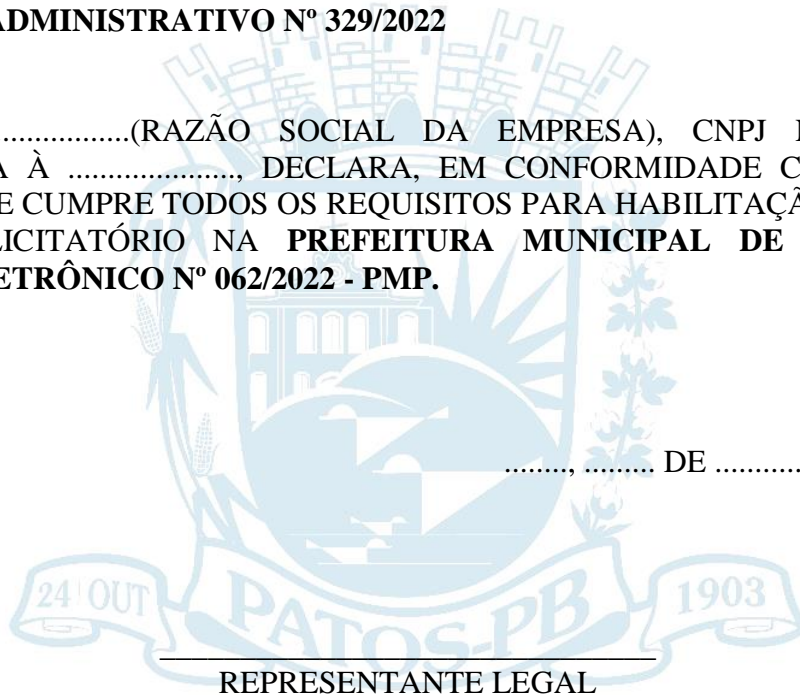 ADMINISTRATIVO Nº 329/2022
................(RAZÃO SOCIAL DA EMPRESA), CNPJ
A À ...................., DECLARA, EM CONFORMIDADE
E CUMPRE TODOS OS REQUISITOS PARA HABILITAÇÃ
LICITATÓRIO NA PREFEITURA MUNICIPAL DE
ETRÔNICO Nº 062/2022 - PMP.
........, ......... DE ...........
24 OUT
PATOS-PB
1903
REPRESENTANTE LEGAL